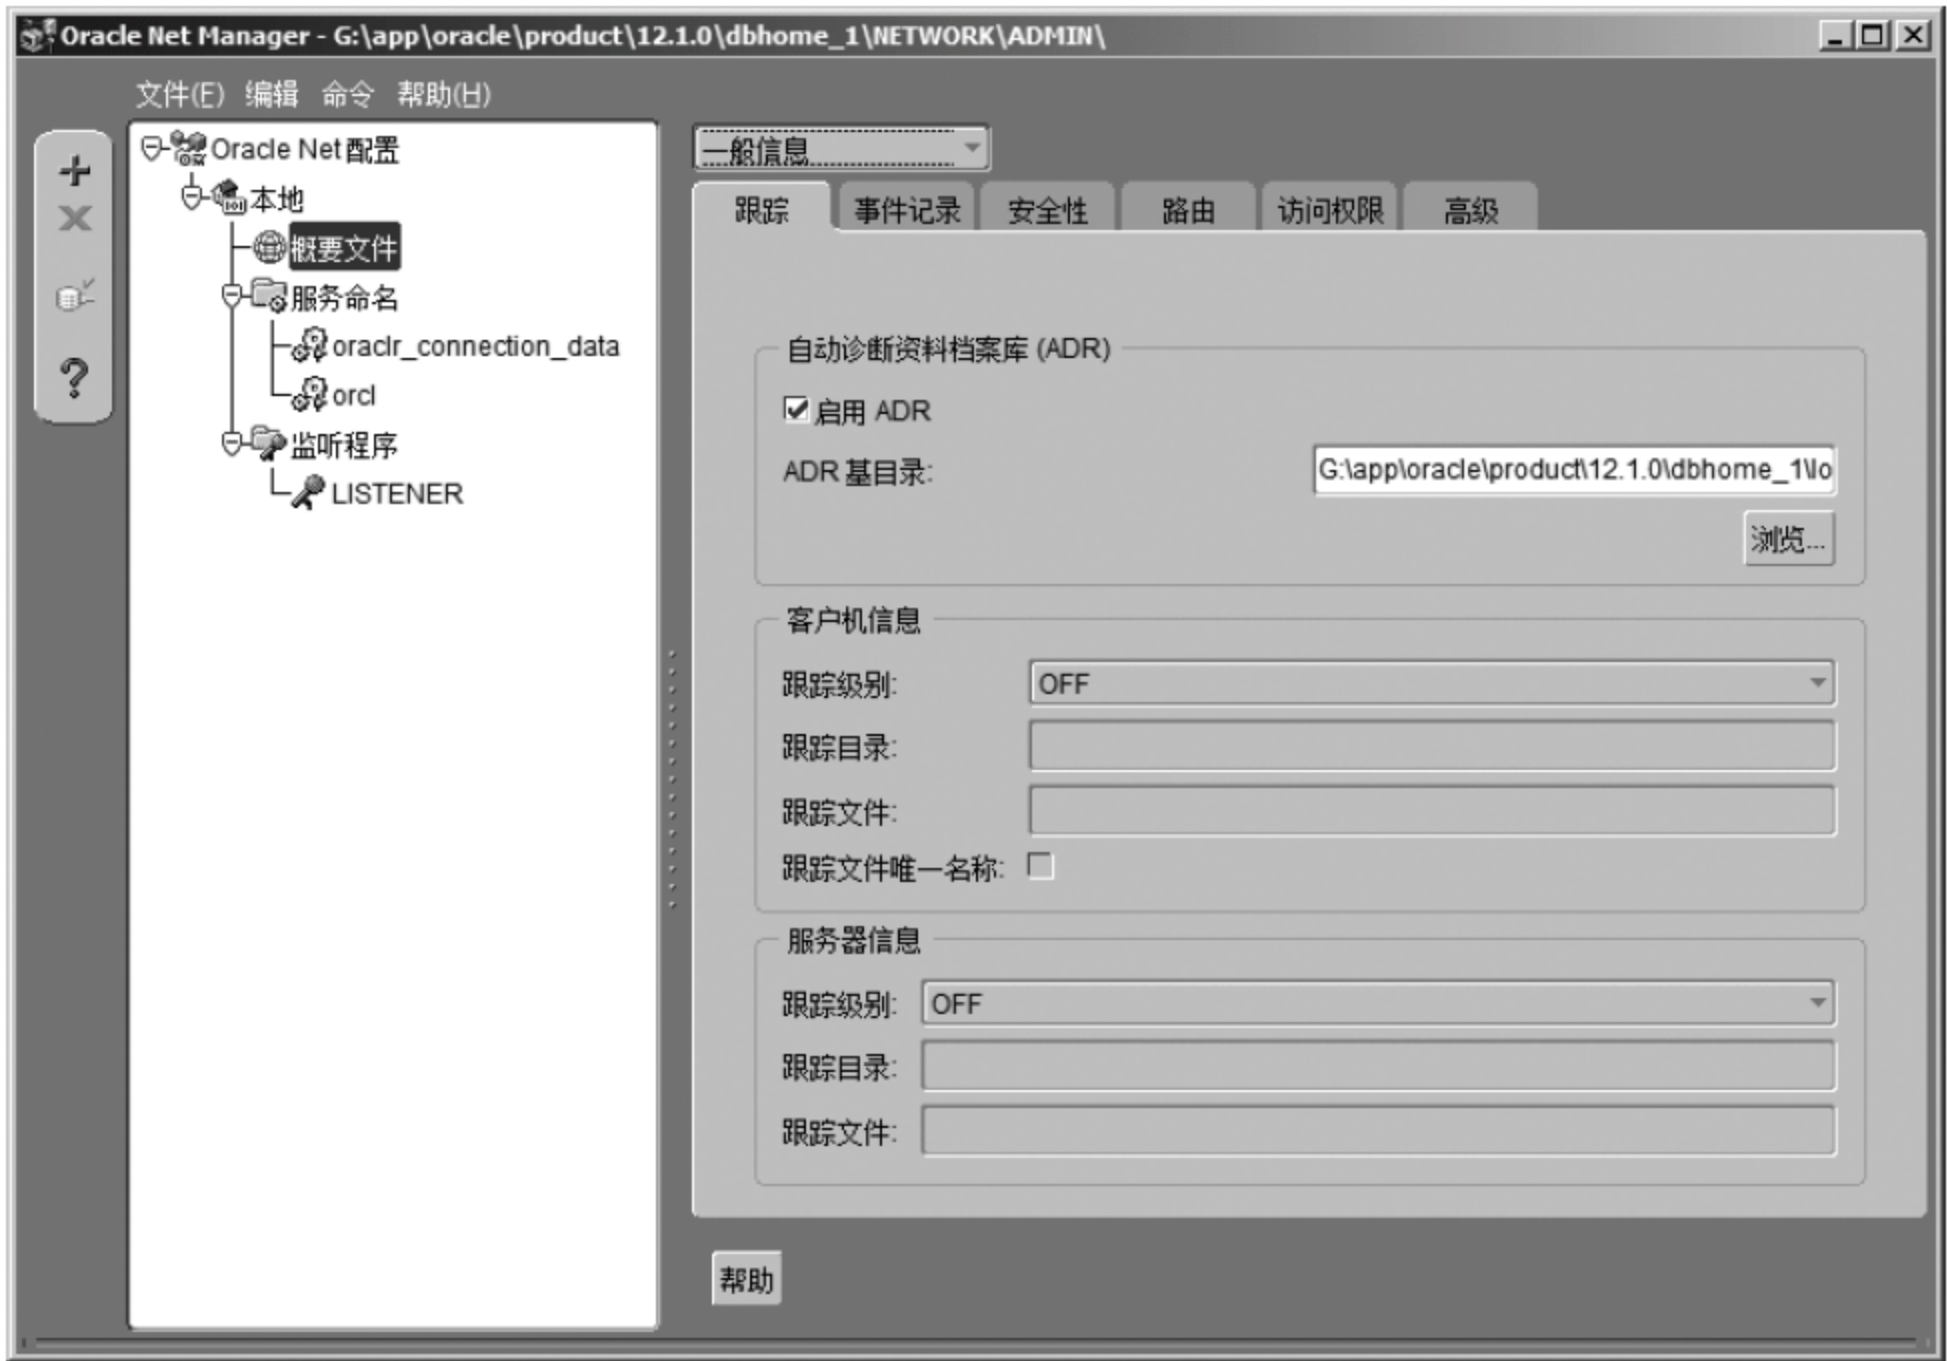 Oracle Net Manager - G:\app\oracle\product\12.1.0\dbhome_1\NETWORK\ADMIN\
文件(F) 编辑 命令 帮助(H)
Oracle Net 配置
本地
概要文件
服务命名
oraclr_connection_data
orcl
监听程序
LISTENER
一般信息
跟踪 事件记录 安全性 路由 访问权限 高级
自动诊断资料档案库 (ADR)
启用 ADR
ADR 基目录: G:\app\oracle\product\12.1.0\dbhome_1\lo
浏览...
客户机信息
跟踪级别: OFF
跟踪目录:
跟踪文件:
跟踪文件唯一名称:
服务器信息
跟踪级别: OFF
跟踪目录:
跟踪文件:
帮助